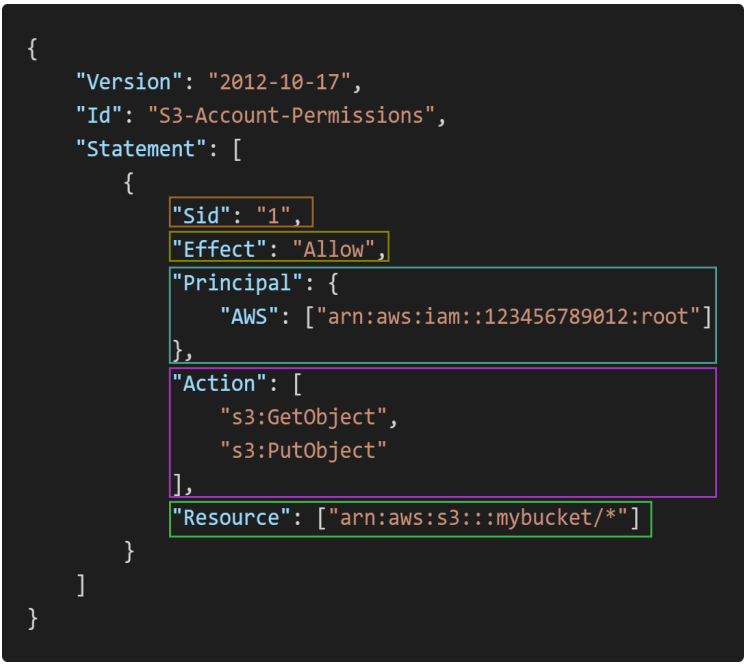 {
    "Version": "2012-10-17",
    "Id": "S3-Account-Permissions",
    "Statement": [
        {
            "Sid": "1",
            "Effect": "Allow",
            "Principal": {
                "AWS": ["arn:aws:iam::123456789012:root"]
            },
            "Action": [
                "s3:GetObject",
                "s3:PutObject"
            ],
            "Resource": ["arn:aws:s3:::mybucket/*"]
        }
    ]
}